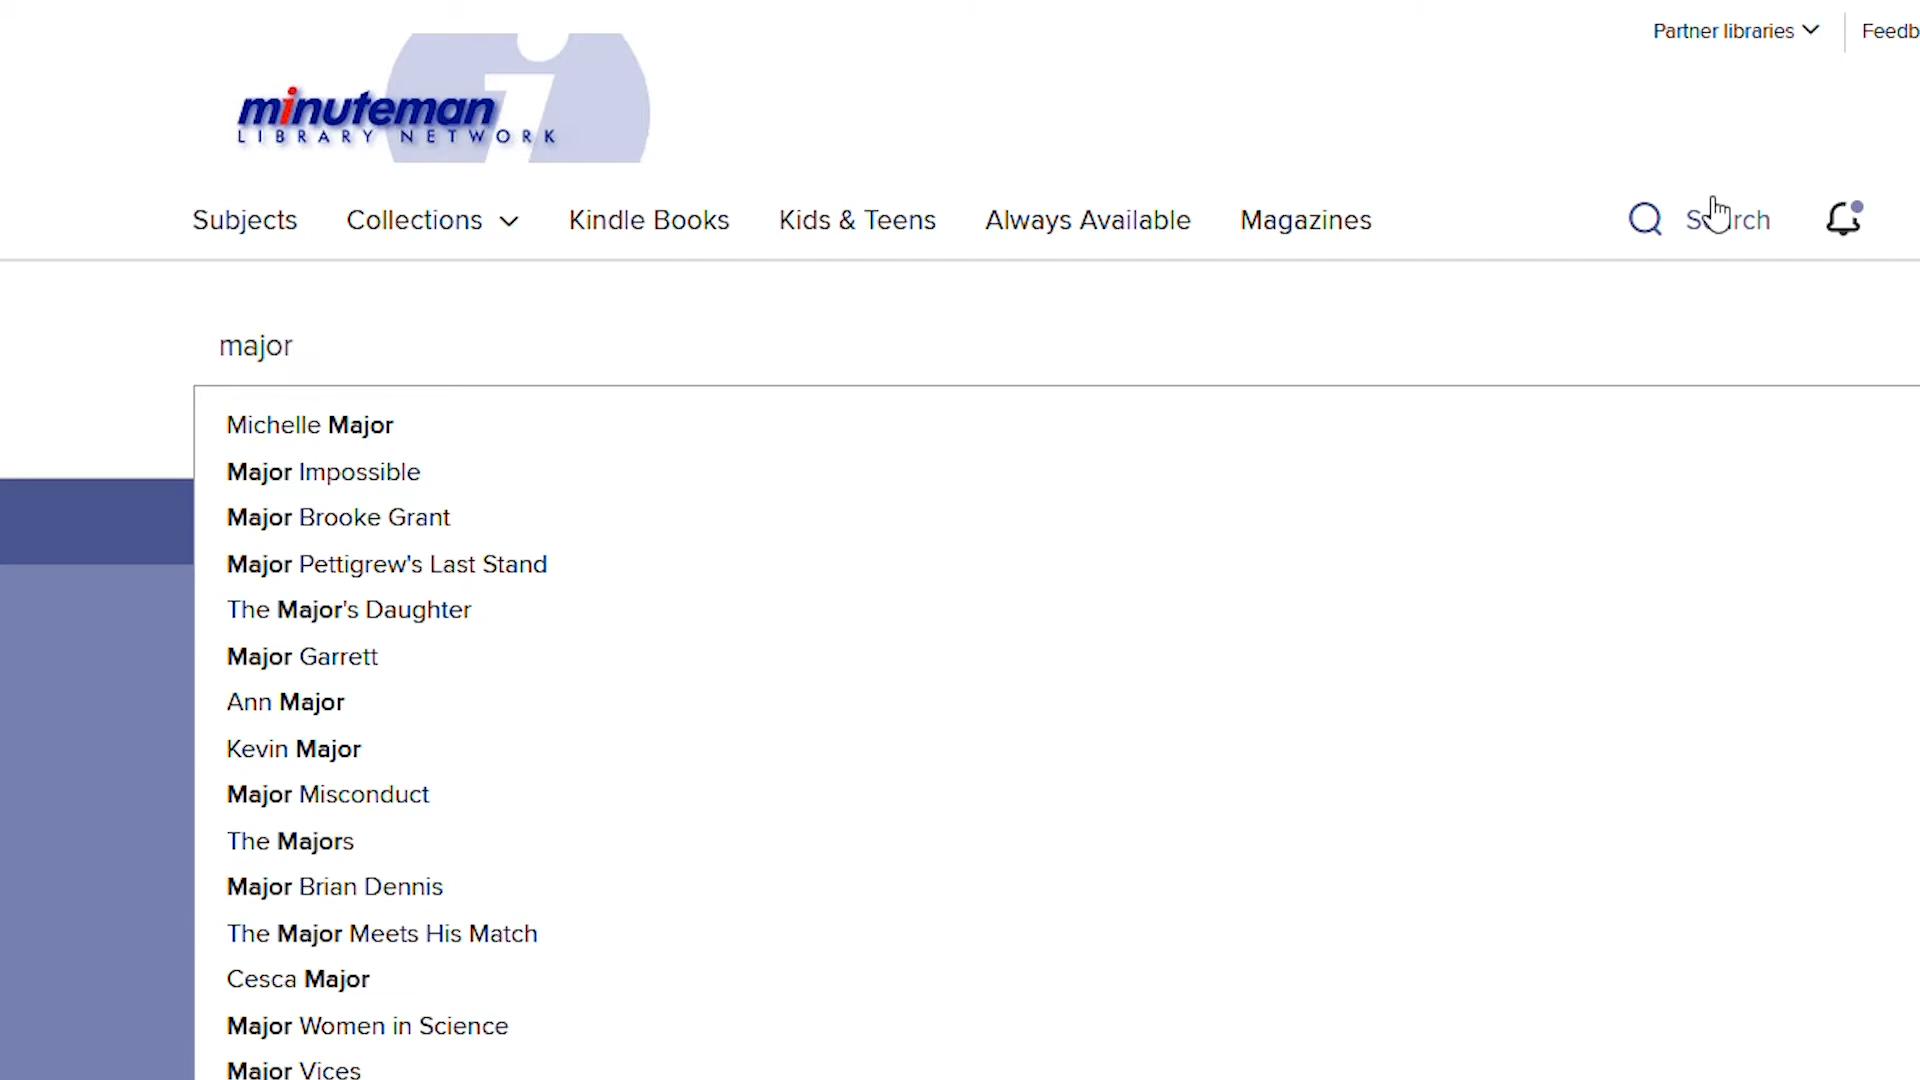 Partner libraries
Feedb
minuteman
LIBRARY NETWORK
Subjects
Collections
Kindle Books
Kids & Teens
Always Available
Magazines
Search
major
Michelle Major
Major Impossible
Major Brooke Grant
Major Pettigrew's Last Stand
The Major's Daughter
Major Garrett
Ann Major
Kevin Major
Major Misconduct
The Majors
Major Brian Dennis
The Major Meets His Match
Cesca Major
Major Women in Science
Major Vices